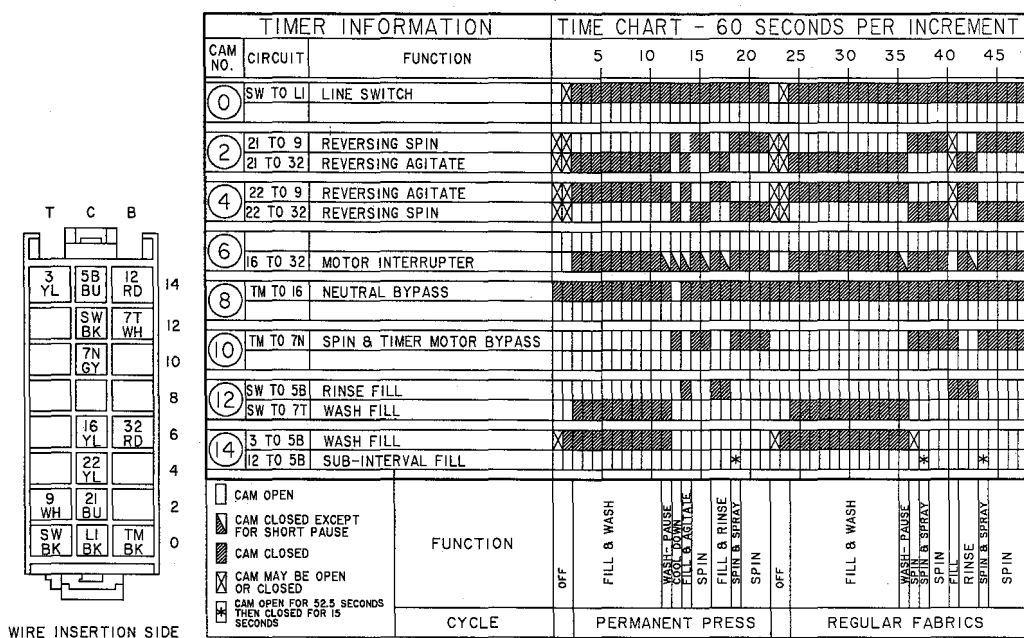 TIMER INFORMATION
TIME CHART - 60 SECONDS PER INCREMENT
CAM NO.
CIRCUIT
FUNCTION
5 10 15 20 25 30 35 40 45
0
SW TO L1 LINE SWITCH
2
21 TO 9 REVERSING SPIN
21 TO 32 REVERSING AGITATE
4
22 TO 9 REVERSING AGITATE
22 TO 32 REVERSING SPIN
6
16 TO 32 MOTOR INTERRUPTER
8
TM TO 16 NEUTRAL BYPASS
10
TM TO 7N SPIN & TIMER MOTOR BYPASS
12
SW TO 5B RINSE FILL
SW TO 7T WASH FILL
14
3 TO 5B WASH FILL
12 TO 5B SUB-INTERVAL FILL
* * *
CAM OPEN
CAM CLOSED EXCEPT
FOR SHORT PAUSE
CAM CLOSED
CAM MAY BE OPEN
OR CLOSED
* CAM OPEN FOR 52.5 SECONDS
THEN CLOSED FOR 15
SECONDS
FUNCTION
OFF
FILL & WASH
WASH-PAUSE
COOL DOWN
FILL & AGITATE
SPIN
FILL & RINSE
SPIN & SPRAY
SPIN
OFF
FILL & WASH
WASH-PAUSE
SPIN
SPIN & SPRAY
SPIN
FILL
RINSE
SPIN & SPRAY
SPIN
CYCLE
PERMANENT PRESS
REGULAR FABRICS
T C B
3 YL
5B BU
12 RD
14
SW BK
7T WH
12
7N GY
10
8
16 YL
32 RD
6
22 YL
4
9 WH
21 BU
2
SW BK
L1 BK
TM BK
0
WIRE INSERTION SIDE